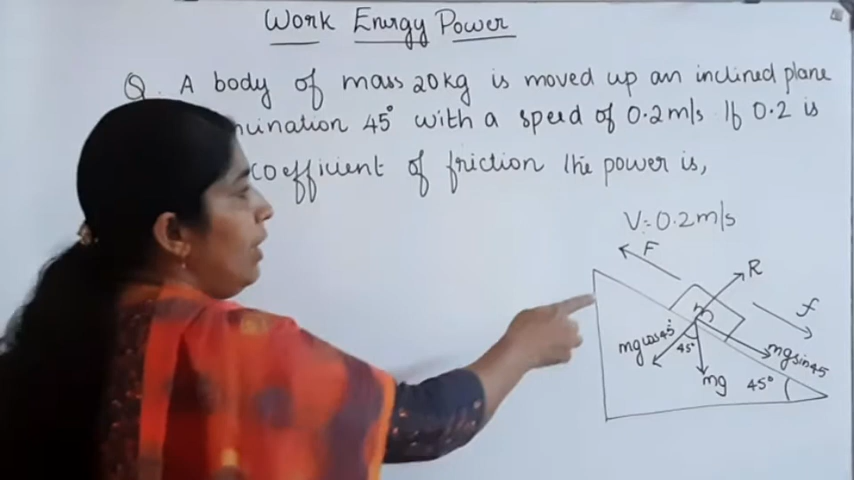 Work Energy Power
Q. A body of mass 20kg is moved up an inclined plane
45° with a speed of 0.2m/s. If 0.2 is
coefficient of friction the power is,
V = 0.2m/s
F
R
f
m
mgcos45°
45°
mgsin45
mg
45°